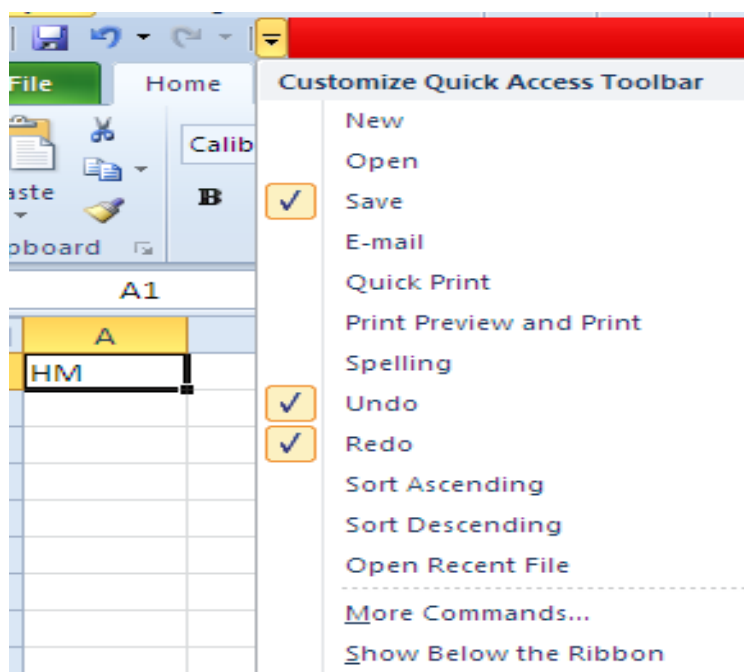 File Home
Customize Quick Access Toolbar
New
Open
Save
E-mail
Quick Print
Print Preview and Print
Spelling
Undo
Redo
Sort Ascending
Sort Descending
Open Recent File
More Commands...
Show Below the Ribbon
Calib
aste
B
pboard
A1
A
HM